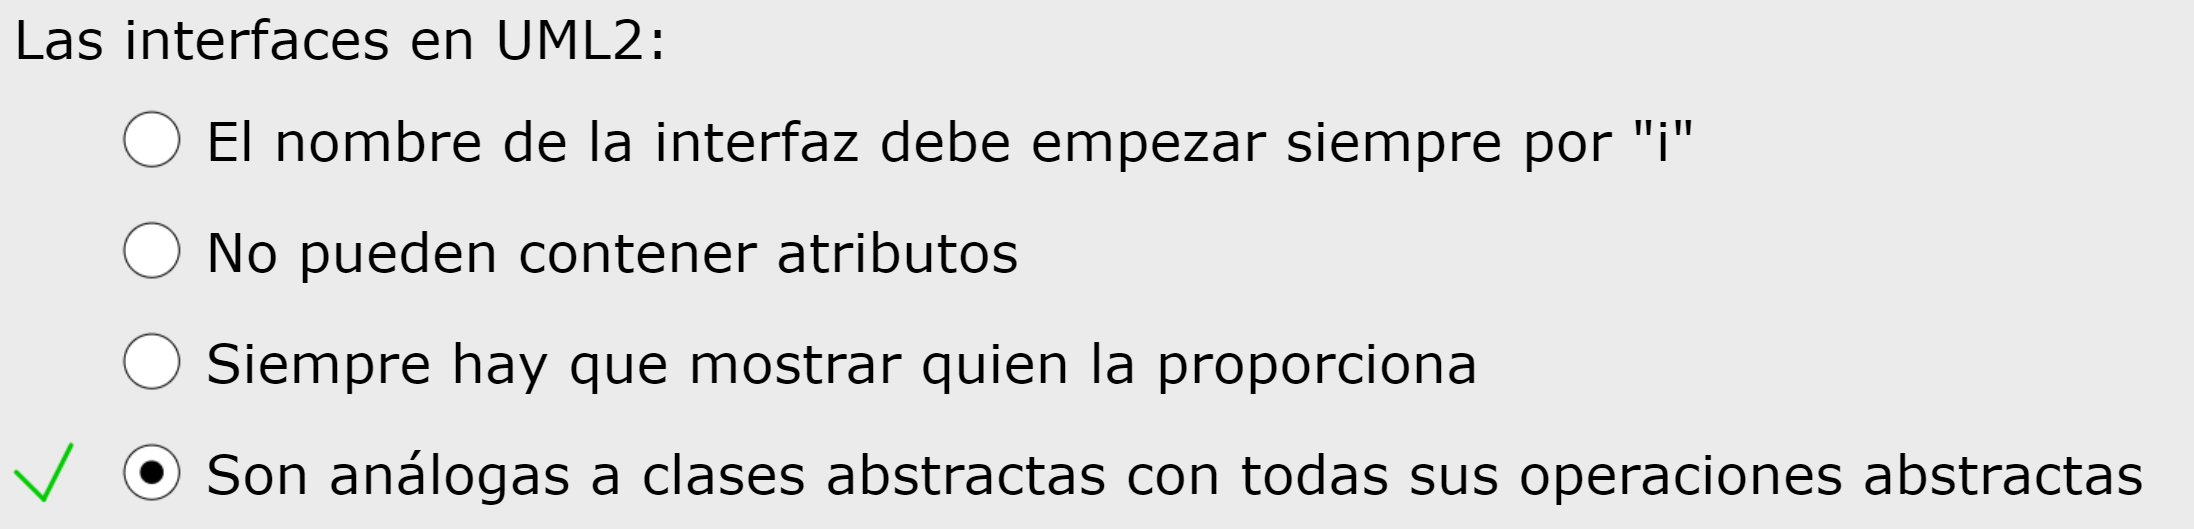 Las interfaces en UML2:
El nombre de la interfaz debe empezar siempre por "i"
No pueden contener atributos
Siempre hay que mostrar quien la proporciona
Son análogas a clases abstractas con todas sus operaciones abstractas